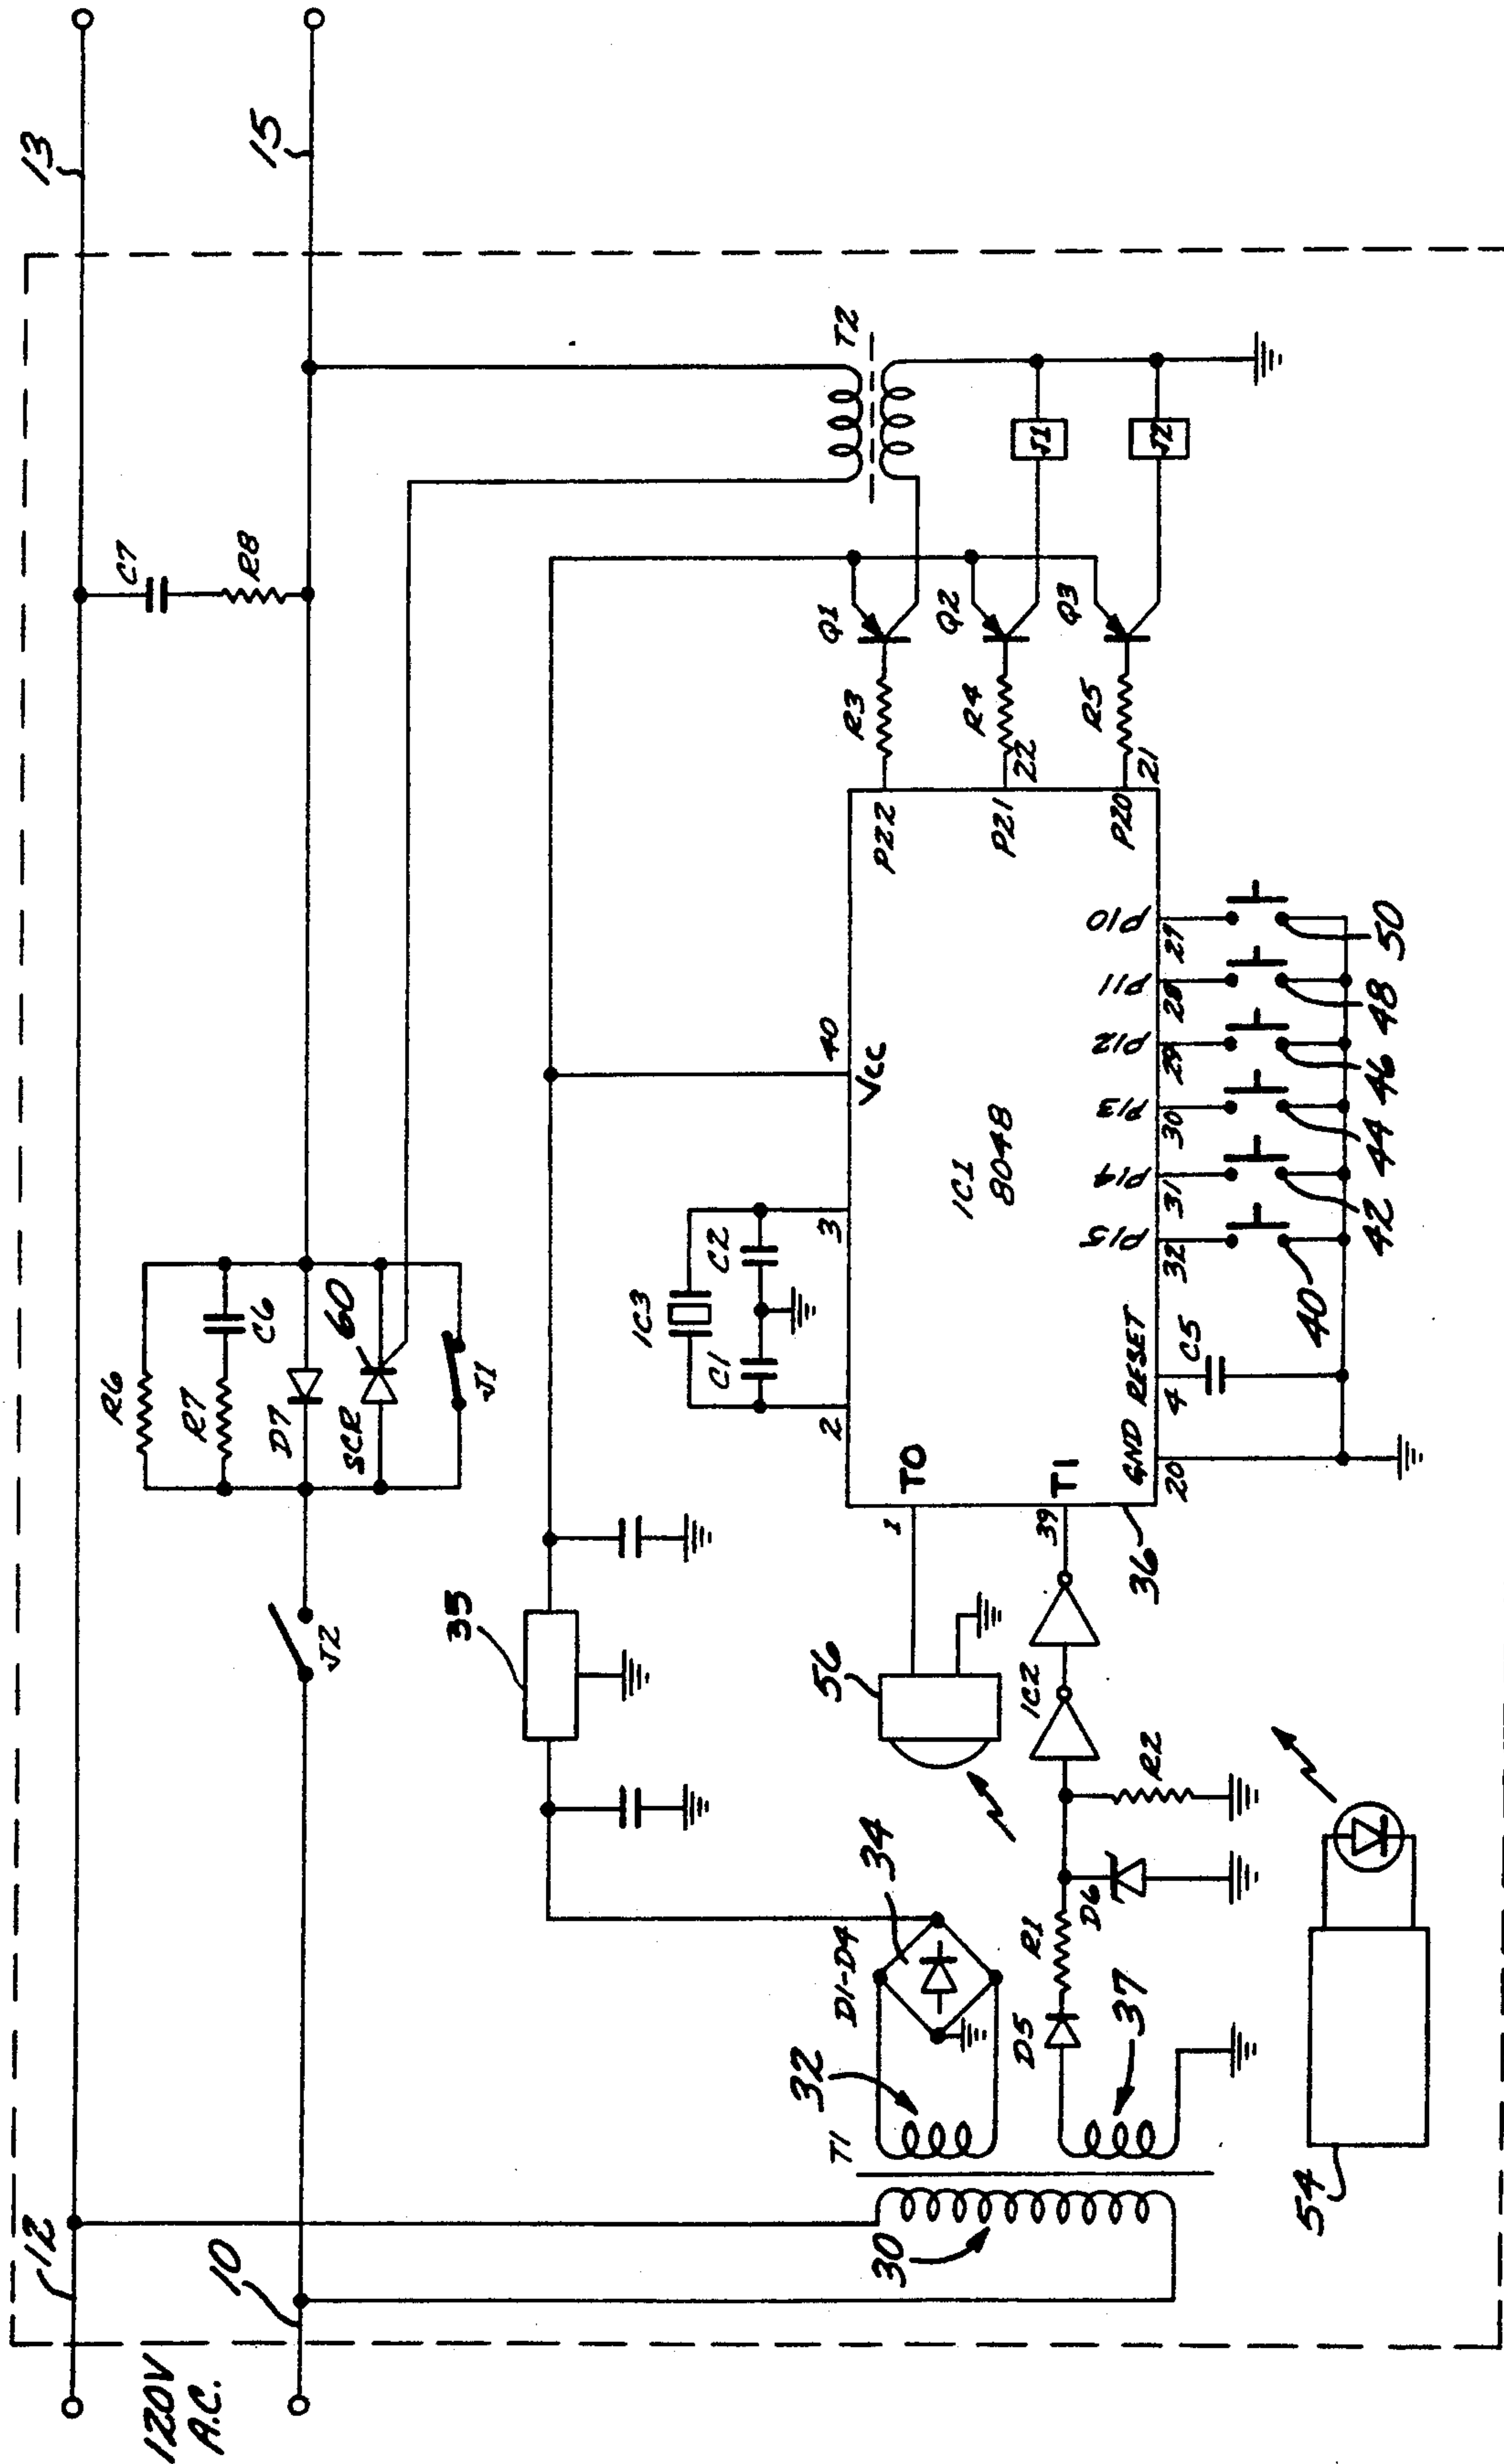 120V
A.C.
12
10
13
15
C7
R8
R6
R7
C6
D7
SCR
60
J1
J2
35
T2
J1
J2
Q1
Q2
Q3
R3
R4
R5
22
21
P22
P21
P20
40
Vcc
IC3
C1
C2
2
3
IC1
8048
1
TO
39
T1
36
GND
20
RESET
4
C5
P15
P14
P13
P12
P11
P10
32
31
30
29
28
27
40
42
44
46
48
50
56
IC2
R2
D6
R1
D5
34
D1-D4
32
T1
37
30
54